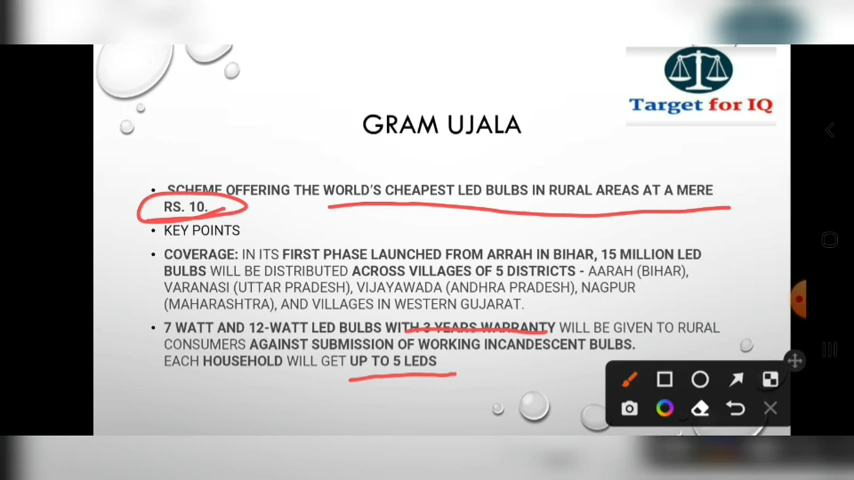 Target for IQ
GRAM UJALA
• SCHEME OFFERING THE WORLD'S CHEAPEST LED BULBS IN RURAL AREAS AT A MERE
RS. 10.
• KEY POINTS
• COVERAGE: IN ITS FIRST PHASE LAUNCHED FROM ARRAH IN BIHAR, 15 MILLION LED
BULBS WILL BE DISTRIBUTED ACROSS VILLAGES OF 5 DISTRICTS - AARAH (BIHAR),
VARANASI (UTTAR PRADESH), VIJAYAWADA (ANDHRA PRADESH), NAGPUR
(MAHARASHTRA), AND VILLAGES IN WESTERN GUJARAT.
• 7 WATT AND 12-WATT LED BULBS WITH 3 YEARS WARRANTY WILL BE GIVEN TO RURAL
CONSUMERS AGAINST SUBMISSION OF WORKING INCANDESCENT BULBS.
EACH HOUSEHOLD WILL GET UP TO 5 LEDS